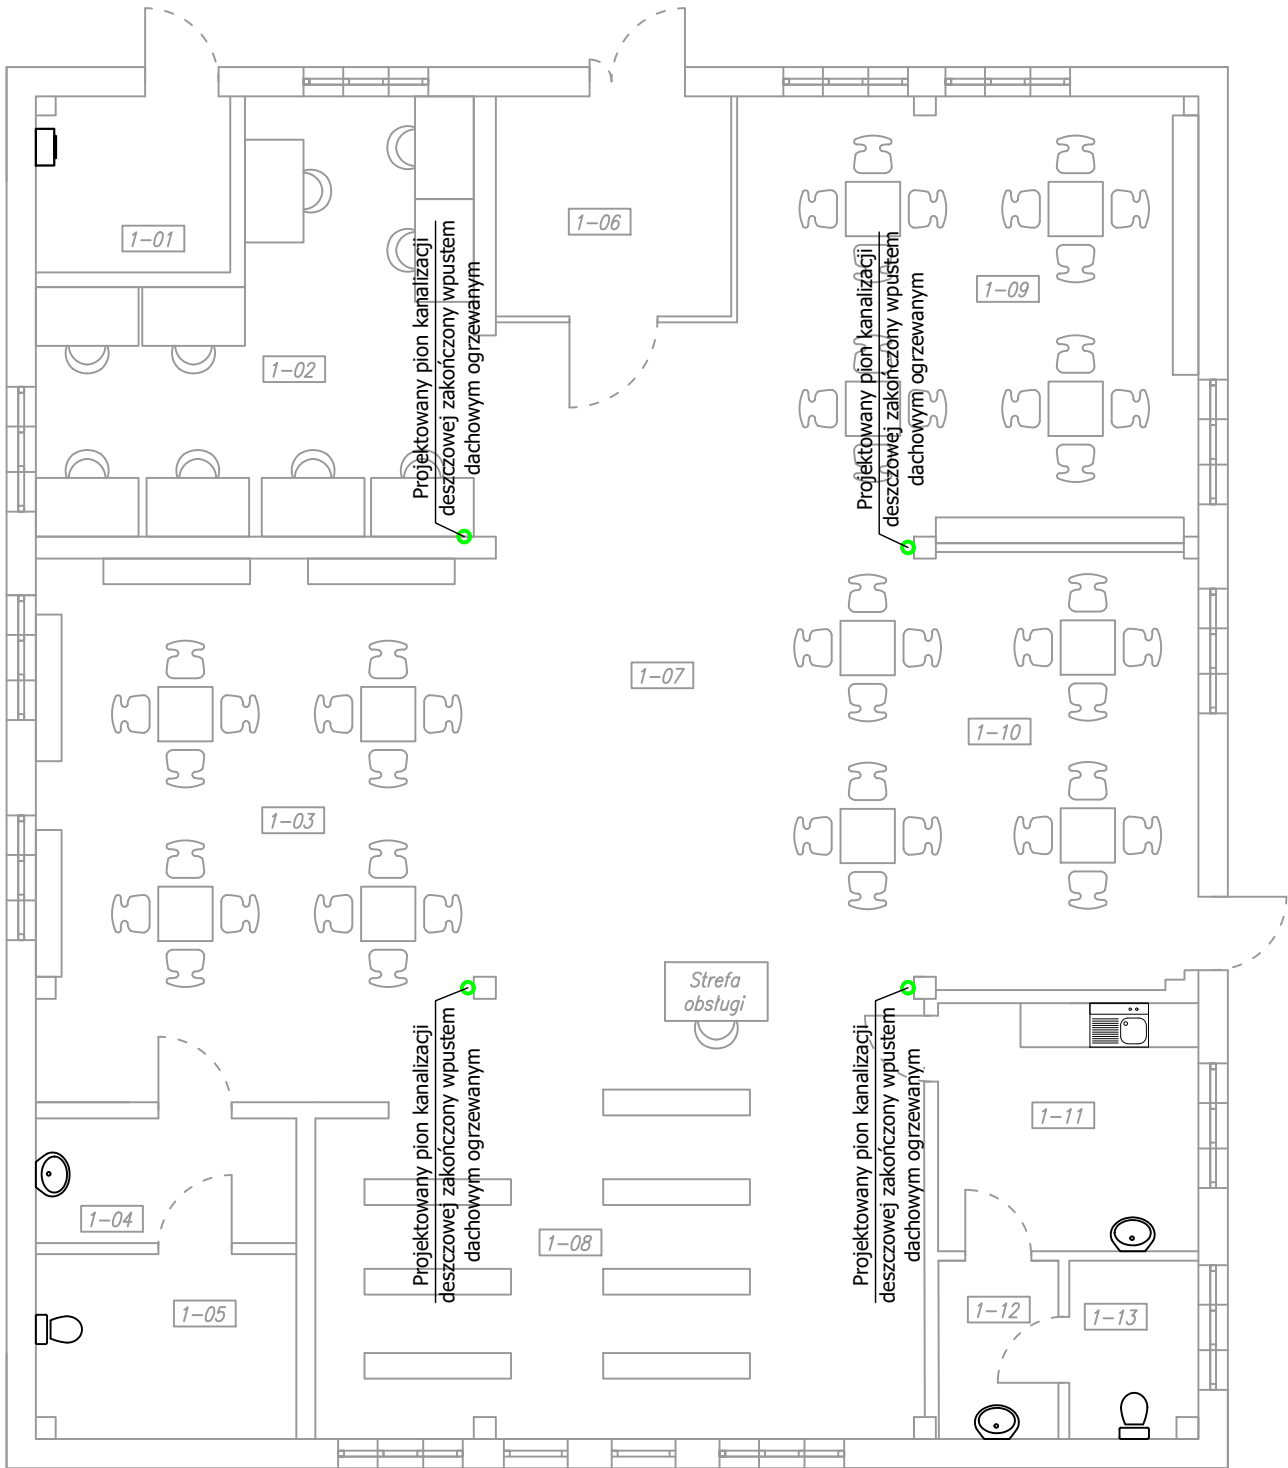 1-01
1-06
1-09
1-02
Projektowany pion kanalizacji
deszczowej zakończony wpustem
dachowym ogrzewanym
Projektowany pion kanalizacji
deszczowej zakończony wpustem
dachowym ogrzewanym
1-07
1-10
1-03
Strefa
obsługi
Projektowany pion kanalizacji
deszczowej zakończony wpustem
dachowym ogrzewanym
Projektowany pion kanalizacji
deszczowej zakończony wpustem
dachowym ogrzewanym
1-11
1-04
1-08
1-05
1-12
1-13